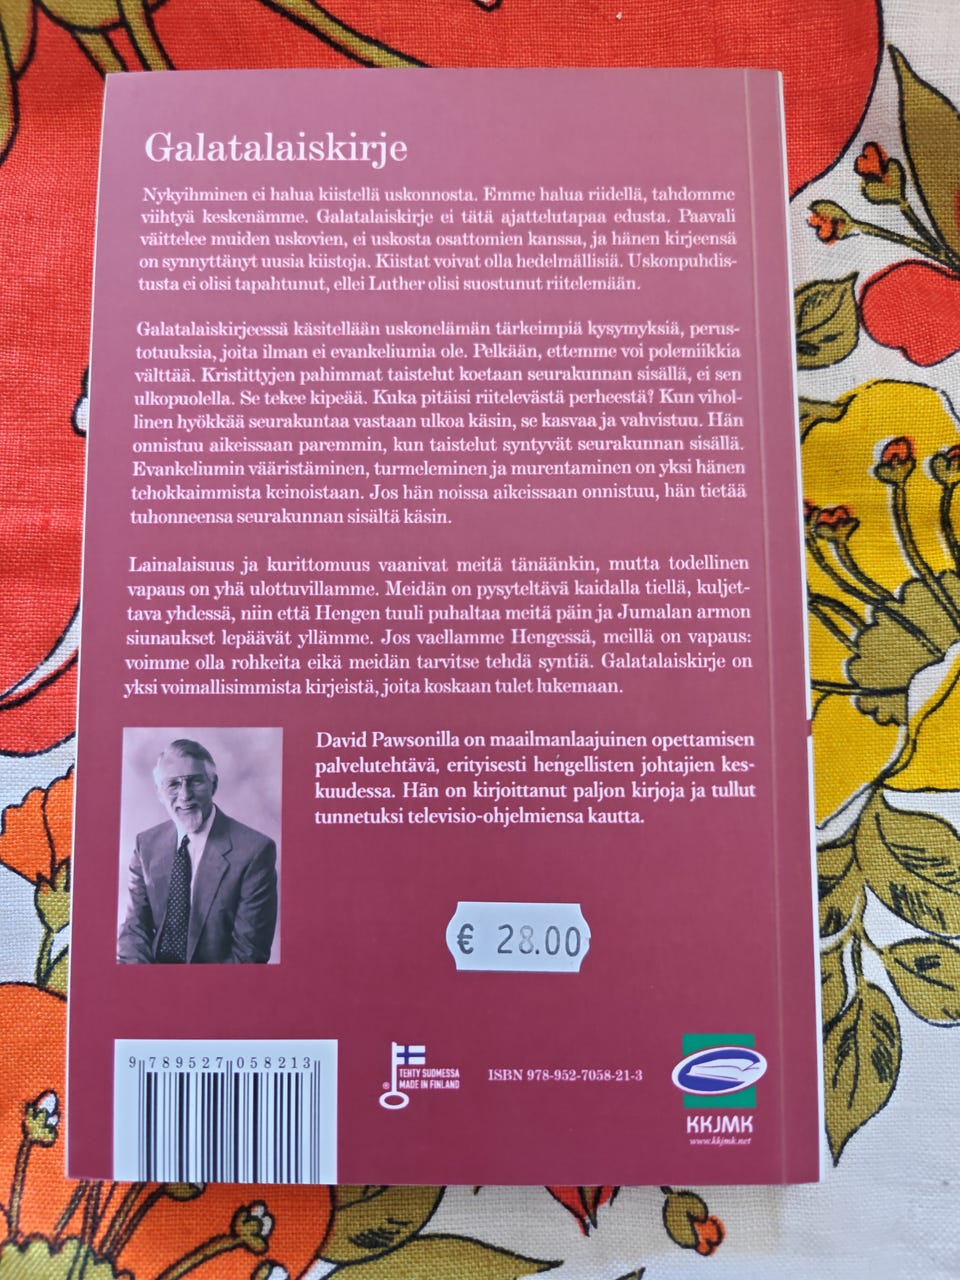 Galatalaiskirje
Nykyihminen ei halua kiistellä uskonnosta. Emme halua riidellä, tahdomme
viihtyä keskenämme. Galatalaiskirje ei tätä ajattelutapaa edusta. Paavali
väittelee muiden uskovien, ei uskosta osattomien kanssa, ja hänen kirjeensä
on synnyttänyt uusia kiistoja. Kiistat voivat olla hedelmällisiä. Uskonpuhdis-
tusta ei olisi tapahtunut, ellei Luther olisi suostunut riitelemään.
Galatalaiskirjeessä käsitellään uskonelämän tärkeimpiä kysymyksiä, perus-
totuuksia, joita ilman ei evankeliumia ole. Pelkään, ettemme voi polemiikkia
välttää. Kristittyjen pahimmat taistelut koetaan seurakunnan sisällä, ei sen
ulkopuolella. Se tekee kipeää. Kuka pitäisi riitelevästä perheestä? Kun vihol-
linen hyökkää seurakuntaa vastaan ulkoa käsin, se kasvaa ja vahvistuu. Hän
onnistuu aikeissaan paremmin, kun taistelut syntyvät seurakunnan sisällä.
Evankeliumin vääristäminen, turmeleminen ja murentaminen on yksi hänen
tehokkaimmista keinoistaan. Jos hän noissa aikeissaan onnistuu, hän tietää
tuhonneensa seurakunnan sisältä käsin.
Lainalaisuus ja kurittomuus vaanivat meitä tänäänkin, mutta todellinen
vapaus on yhä ulottuvillamme. Meidän on pysyteltävä kaidalla tiellä, kuljet-
tava yhdessä, niin että Hengen tuuli puhaltaa meitä päin ja Jumalan armon
siunaukset lepäävät yllämme. Jos vaellamme Hengessä, meillä on vapaus:
voimme olla rohkeita eikä meidän tarvitse tehdä syntiä. Galatalaiskirje on
yksi voimallisimmista kirjeistä, joita koskaan tulet lukemaan.
David Pawsonilla on maailmanlaajuinen opettamisen
palvelutehtävä, erityisesti hengellisten johtajien kes-
kuudessa. Hän on kirjoittanut paljon kirjoja ja tullut
tunnetuksi televisio-ohjelmiensa kautta.
€ 28.00
9 789527 058213
® TEHTY SUOMESSA
MADE IN FINLAND
ISBN 978-952-7058-21-3
KKJMK
www.kkjmk.net